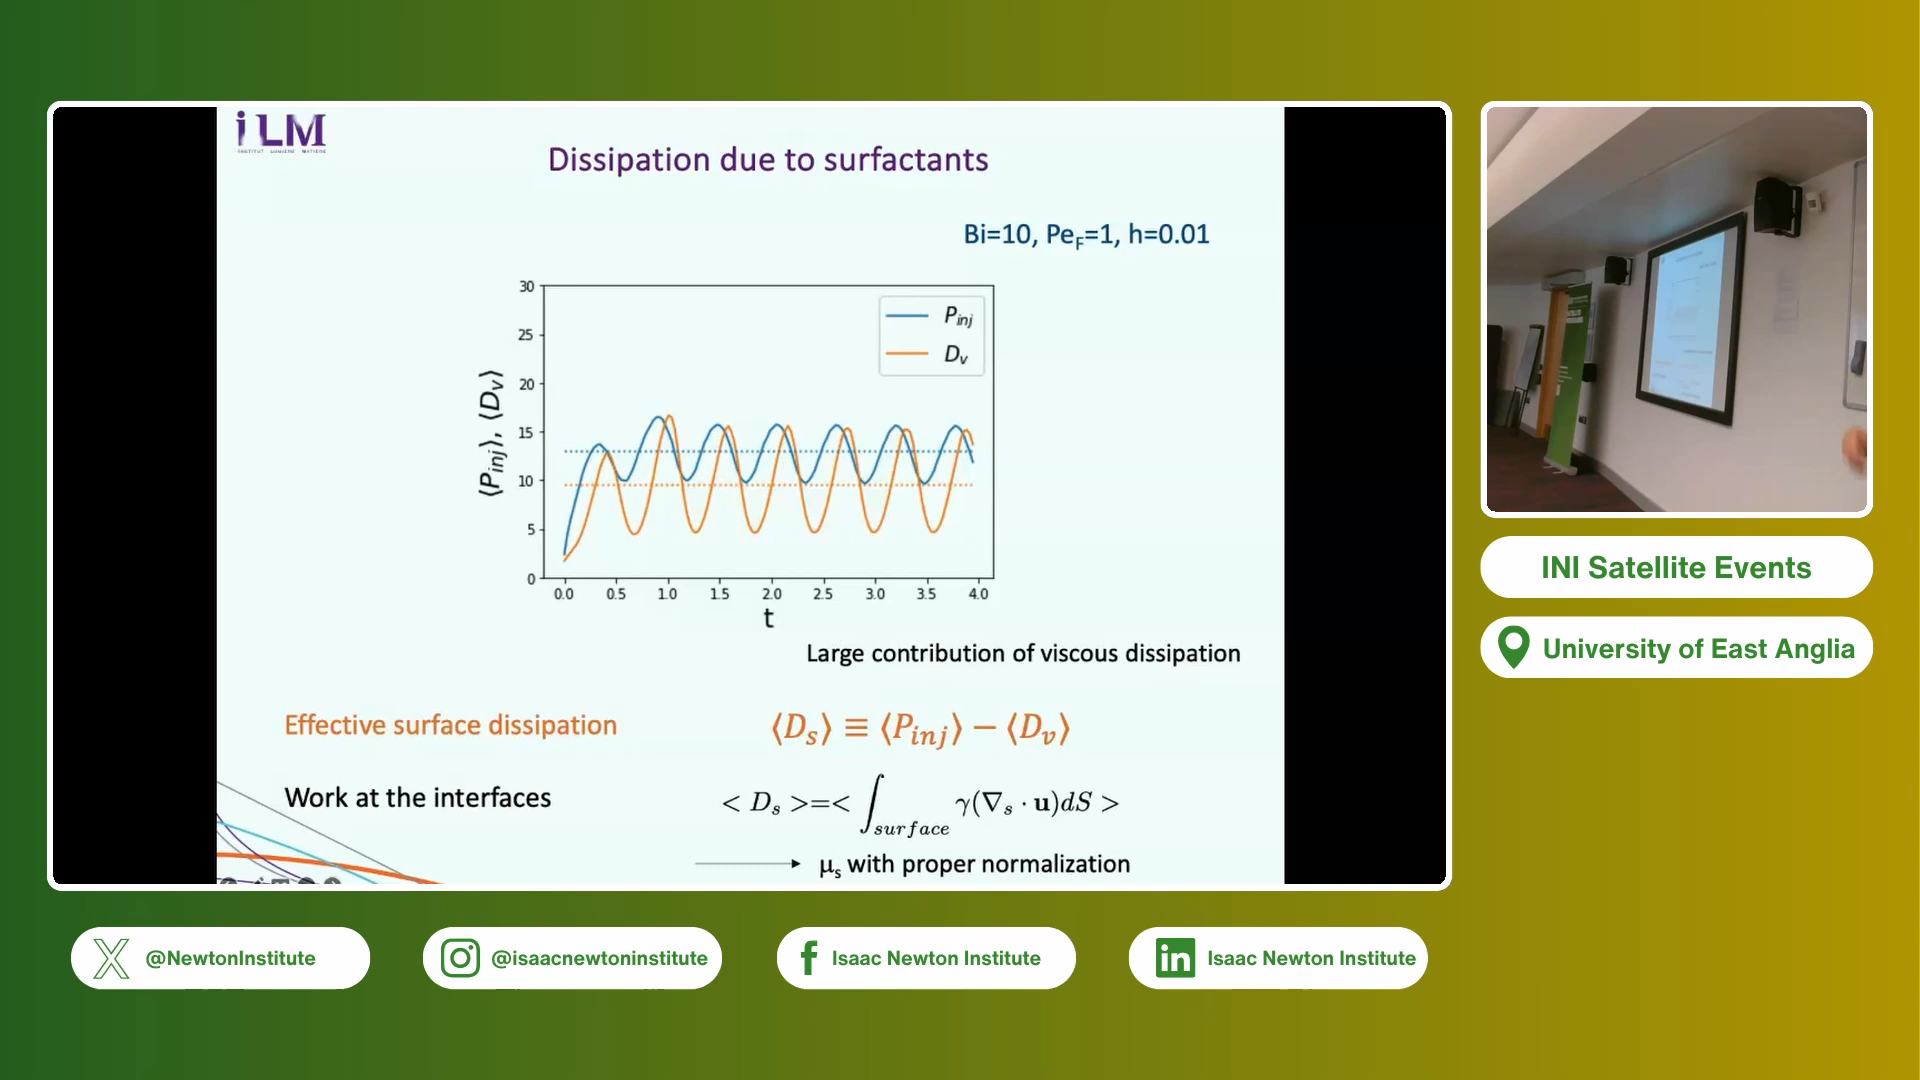 iLM
INSTITUT LUMIÈRE MATIÈRE
Dissipation due to surfactants
Bi=10, Pe_F=1, h=0.01
⟨P_inj⟩, ⟨D_v⟩
30
25
20
15
10
5
0
P_inj
D_v
0.0 0.5 1.0 1.5 2.0 2.5 3.0 3.5 4.0
t
Large contribution of viscous dissipation
Effective surface dissipation
⟨D_s⟩ ≡ ⟨P_inj⟩ − ⟨D_v⟩
Work at the interfaces
< D_s >=< ∫_surface γ(∇_s · u)dS >
μ_s with proper normalization
INI Satellite Events
University of East Anglia
@NewtonInstitute
@isaacnewtoninstitute
Isaac Newton Institute
Isaac Newton Institute